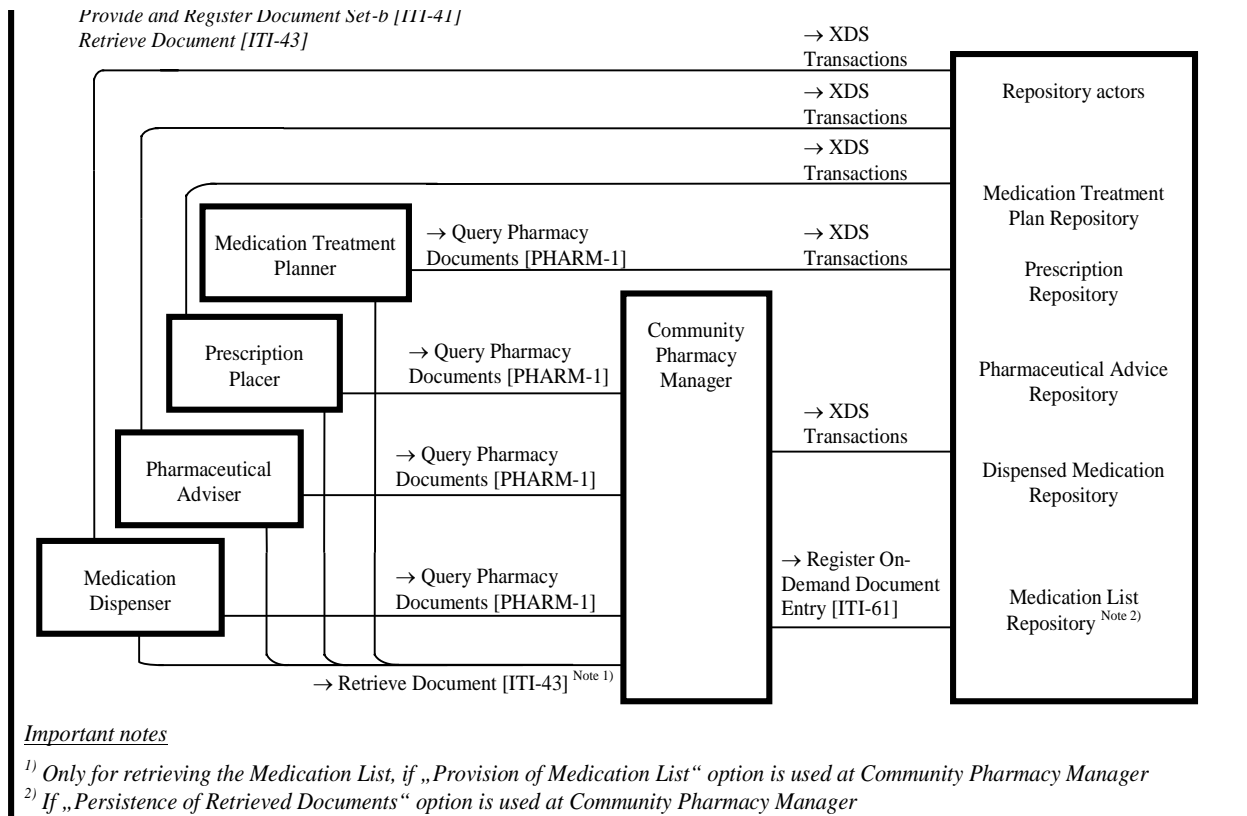 Provide and Register Document Set-b [ITI-41]
Retrieve Document [ITI-43]
→ XDS
Transactions
→ XDS
Transactions
→ XDS
Transactions
Repository actors
Medication Treatment
Planner
→ Query Pharmacy
Documents [PHARM-1]
→ XDS
Transactions
Medication Treatment
Plan Repository
Prescription
Repository
Prescription
Placer
→ Query Pharmacy
Documents [PHARM-1]
Community
Pharmacy
Manager
Pharmaceutical Advice
Repository
→ XDS
Transactions
Pharmaceutical
Adviser
→ Query Pharmacy
Documents [PHARM-1]
Dispensed Medication
Repository
Medication
Dispenser
→ Query Pharmacy
Documents [PHARM-1]
→ Register On-
Demand Document
Entry [ITI-61]
Medication List
Repository Note 2)
→ Retrieve Document [ITI-43] Note 1)
Important notes
1) Only for retrieving the Medication List, if „Provision of Medication List“ option is used at Community Pharmacy Manager
2) If „Persistence of Retrieved Documents“ option is used at Community Pharmacy Manager